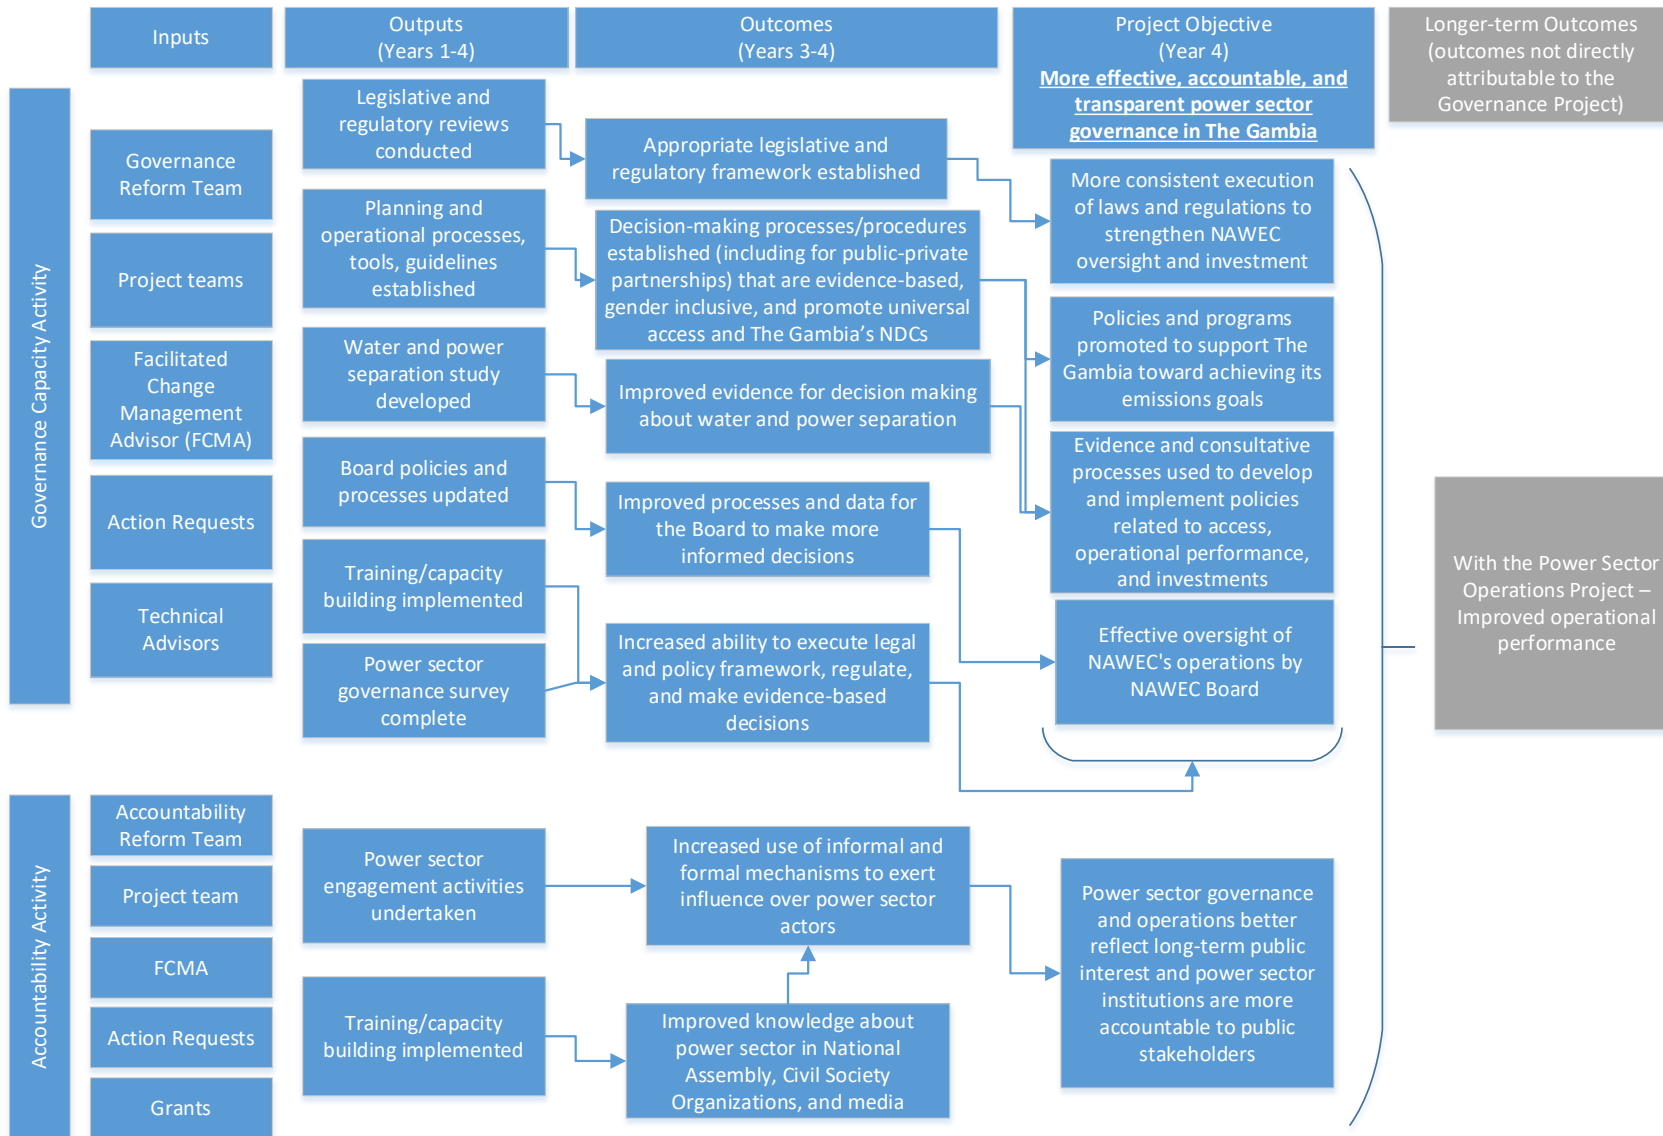 Inputs
Outputs
(Years 1-4)
Outcomes
(Years 3-4)
Project Objective
(Year 4)
More effective, accountable, and
transparent power sector
governance in The Gambia
Longer-term Outcomes
(outcomes not directly
attributable to the
Governance Project)
Governance Capacity Activity
Governance
Reform Team
Project teams
Facilitated
Change
Management
Advisor (FCMA)
Action Requests
Technical
Advisors
Legislative and
regulatory reviews
conducted
Planning and
operational processes,
tools, guidelines
established
Water and power
separation study
developed
Board policies and
processes updated
Training/capacity
building implemented
Power sector
governance survey
complete
Appropriate legislative and
regulatory framework established
Decision-making processes/procedures
established (including for public-private
partnerships) that are evidence-based,
gender inclusive, and promote universal
access and The Gambia's NDCs
Improved evidence for decision making
about water and power separation
Improved processes and data for
the Board to make more
informed decisions
Increased ability to execute legal
and policy framework, regulate,
and make evidence-based
decisions
More consistent execution
of laws and regulations to
strengthen NAWEC
oversight and investment
Policies and programs
promoted to support The
Gambia toward achieving its
emissions goals
Evidence and consultative
processes used to develop
and implement policies
related to access,
operational performance,
and investments
Effective oversight of
NAWEC's operations by
NAWEC Board
With the Power Sector
Operations Project –
Improved operational
performance
Accountability Activity
Accountability
Reform Team
Project team
FCMA
Action Requests
Grants
Power sector
engagement activities
undertaken
Training/capacity
building implemented
Increased use of informal and
formal mechanisms to exert
influence over power sector
actors
Improved knowledge about
power sector in National
Assembly, Civil Society
Organizations, and media
Power sector governance
and operations better
reflect long-term public
interest and power sector
institutions are more
accountable to public
stakeholders